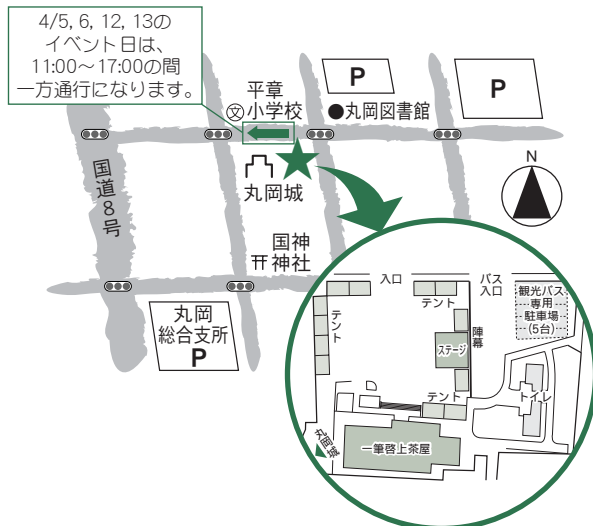 4/5, 6, 12, 13の
イベント日は、
11:00〜17:00の間
一方通行になります。
平章
文小学校
P
P
●丸岡図書館
国道8号
丸岡城
N
国神
神社
丸岡
総合支所
P
入口
バス
入口
テント
観光バス
専用
駐車場
(5台)
テント
ステージ
陣幕
テント
トイレ
丸岡城
一筆啓上茶屋